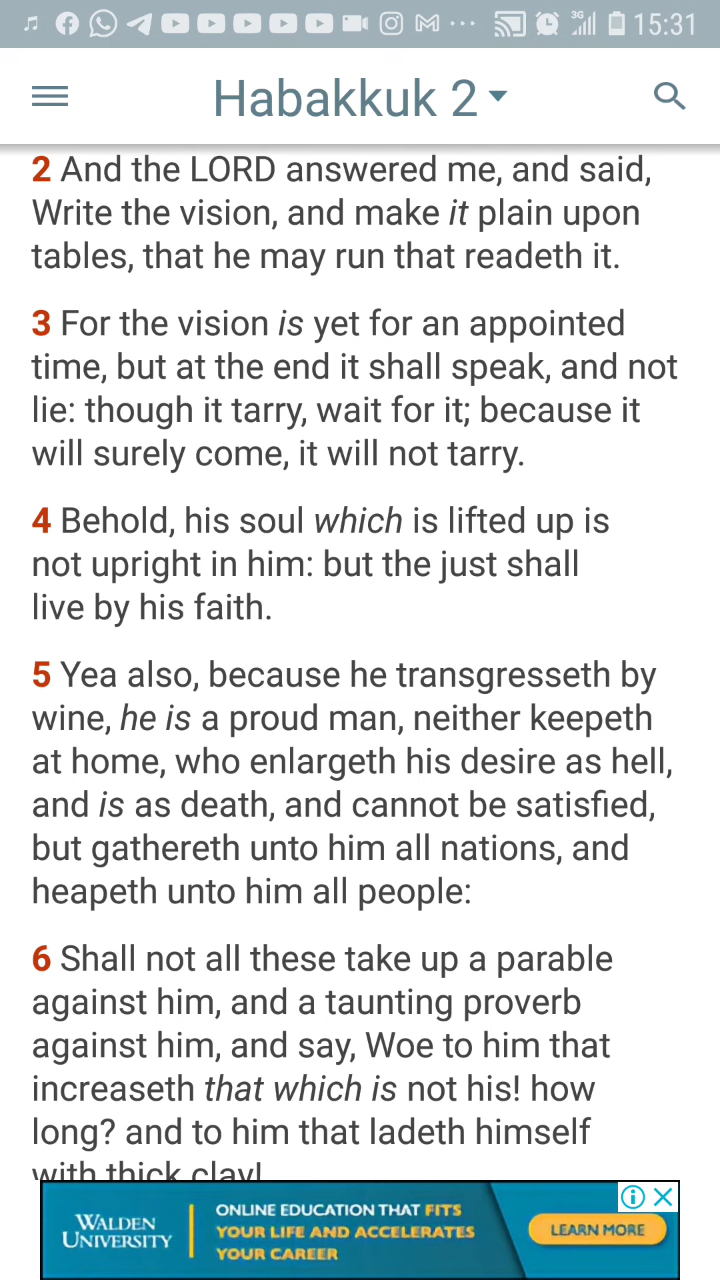 3G 15:31
Habakkuk 2
2 And the LORD answered me, and said,
Write the vision, and make it plain upon
tables, that he may run that readeth it.
3 For the vision is yet for an appointed
time, but at the end it shall speak, and not
lie: though it tarry, wait for it; because it
will surely come, it will not tarry.
4 Behold, his soul which is lifted up is
not upright in him: but the just shall
live by his faith.
5 Yea also, because he transgresseth by
wine, he is a proud man, neither keepeth
at home, who enlargeth his desire as hell,
and is as death, and cannot be satisfied,
but gathereth unto him all nations, and
heapeth unto him all people:
6 Shall not all these take up a parable
against him, and a taunting proverb
against him, and say, Woe to him that
increaseth that which is not his! how
long? and to him that ladeth himself
with thick clay!
WALDEN
UNIVERSITY
ONLINE EDUCATION THAT FITS
YOUR LIFE AND ACCELERATES
YOUR CAREER
LEARN MORE